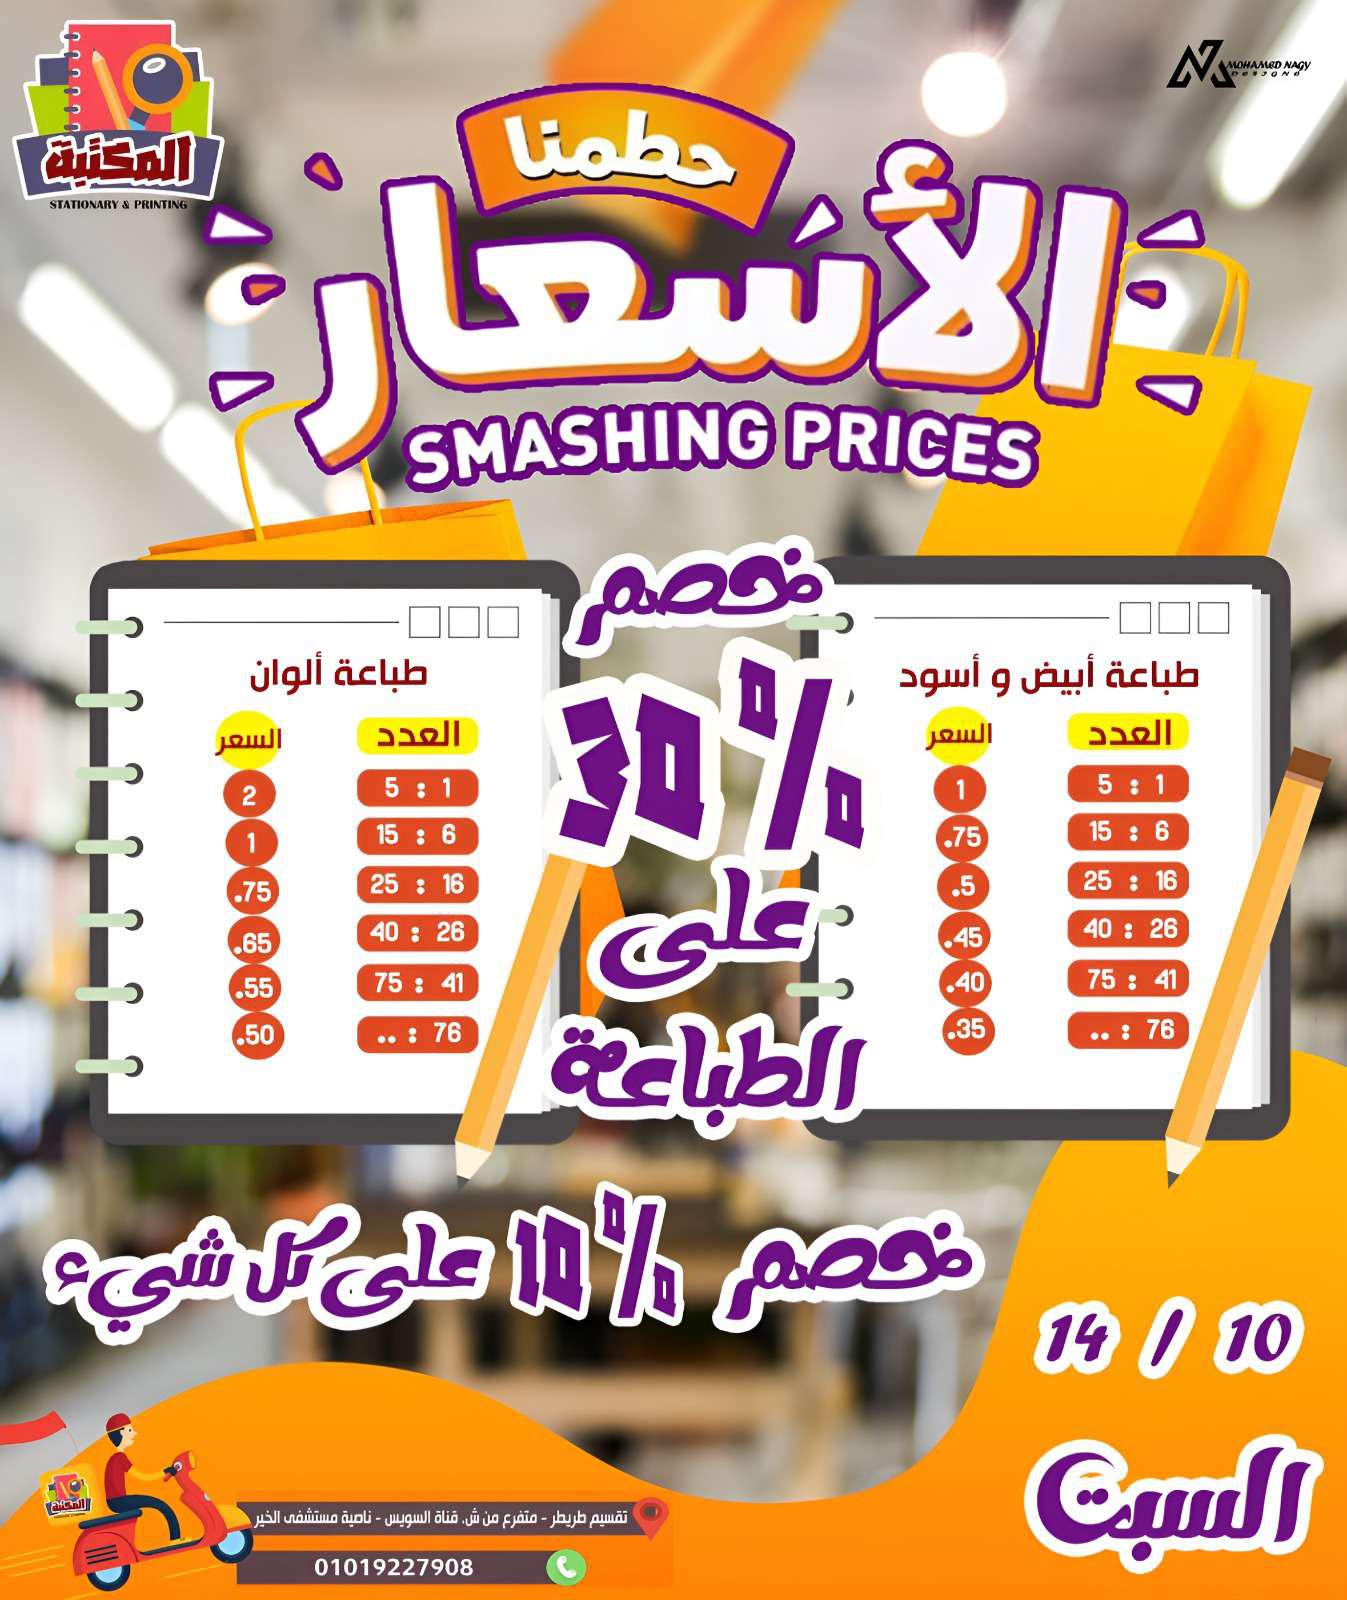 المكتبة
STATIONARY & PRINTING
MOHAMED NAGY
DESIGNE
حطمنا
الأسعار
SMASHING PRICES
خصم
30%
على
الطباعة
طباعة أبيض و أسود
العدد السعر
1 : 5 1
6 : 15 .75
16 : 25 .5
26 : 40 .45
41 : 75 .40
76 : .. .35
طباعة ألوان
العدد السعر
1 : 5 2
6 : 15 1
16 : 25 .75
26 : 40 .65
41 : 75 .55
76 : .. .50
خصم 10% على كل شيء
14 / 10
السبت
المكتبة
تقسيم طريطر - متفرع من ش. قناة السويس - ناصية مستشفى الخير
01019227908